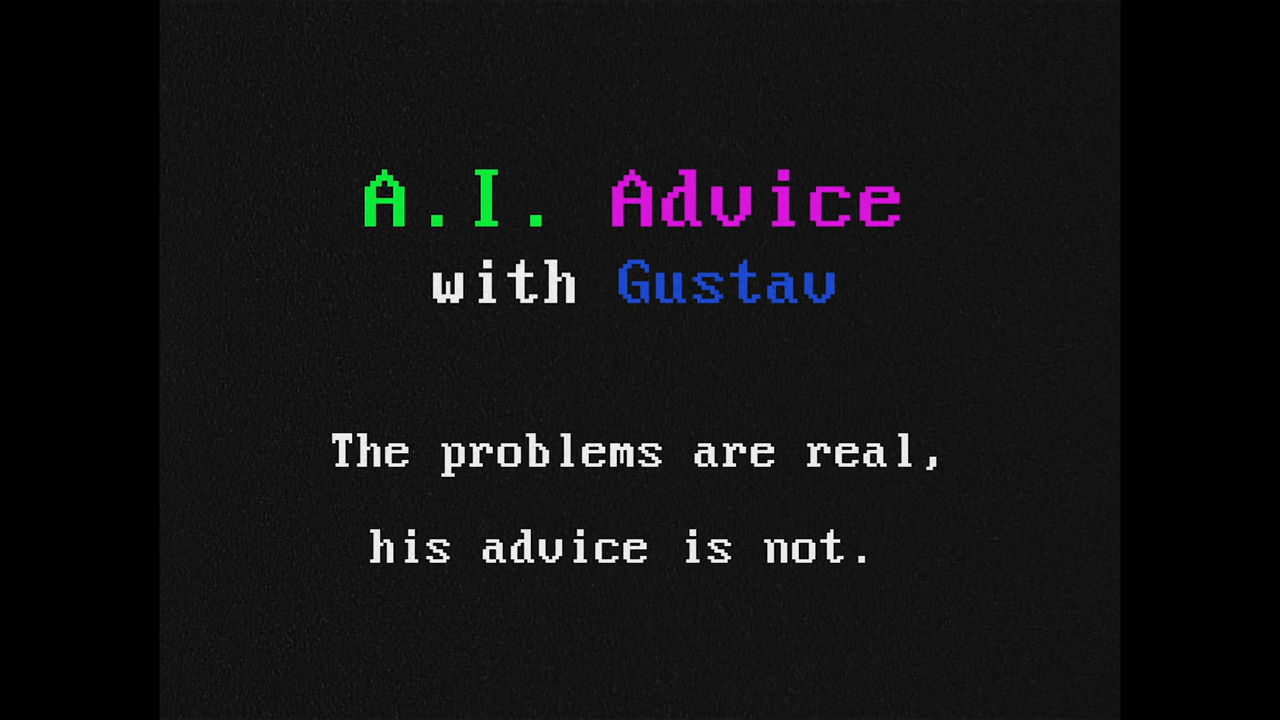 A.I. Advice
with Gustav
The problems are real,
his advice is not.